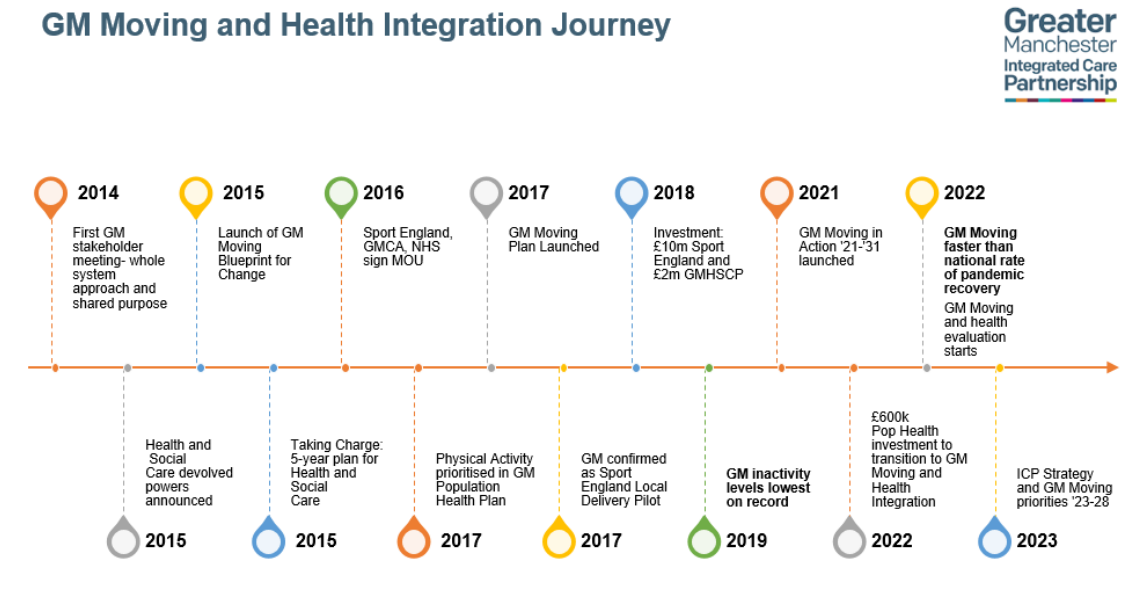 GM Moving and Health Integration Journey
Greater
Manchester
Integrated Care
Partnership
2014
First GM
stakeholder
meeting- whole
system
approach and
shared purpose
2015
Launch of GM
Moving
Blueprint for
Change
2016
Sport England,
GMCA, NHS
sign MOU
2017
GM Moving
Plan Launched
2018
Investment:
£10m Sport
England and
£2m GMHSCP
2021
GM Moving in
Action '21-'31
launched
2022
GM Moving
faster than
national rate
of pandemic
recovery
GM Moving
and health
evaluation
starts
Health and
Social
Care devolved
powers
announced
2015
Taking Charge:
5-year plan for
Health and
Social
Care
2015
Physical Activity
prioritised in GM
Population
Health Plan
2017
GM confirmed
as Sport
England Local
Delivery Pilot
2017
GM inactivity
levels lowest
on record
2019
£600k
Pop Health
investment to
transition to GM
Moving and
Health
Integration
2022
ICP Strategy
and GM Moving
priorities '23-28
2023